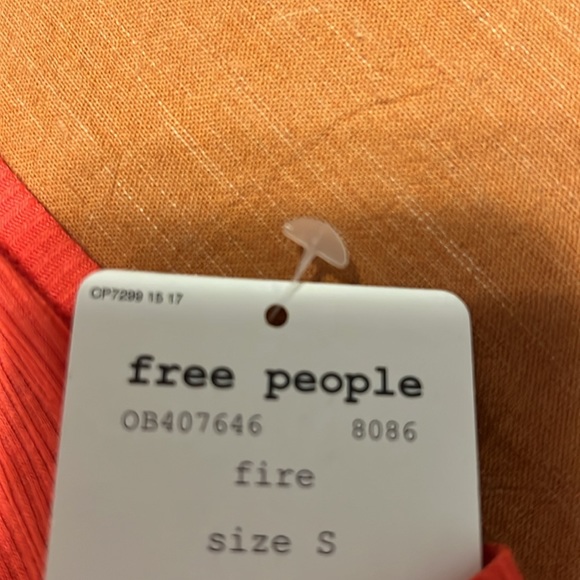 CP7299 15 17
free people
OB407646 8086
fire
size S